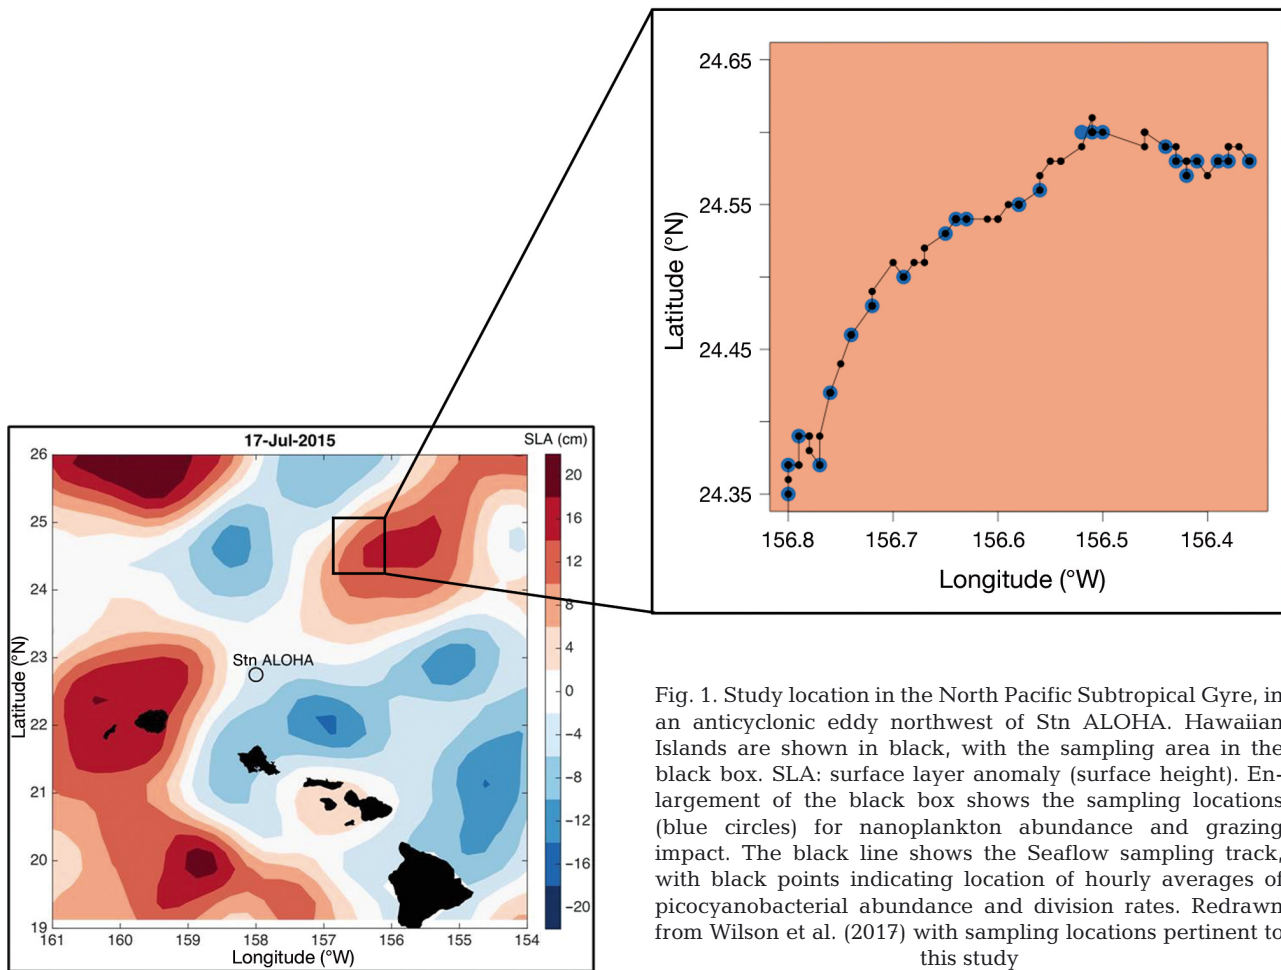 24.65
24.55
24.45
24.35
Latitude (°N)
156.8 156.7 156.6 156.5 156.4
Longitude (°W)
17-Jul-2015
SLA (cm)
26
25
24
23
22
21
20
19
Latitude (°N)
Stn ALOHA
20
16
12
8
4
0
−4
−8
−12
−16
−20
161 160 159 158 157 156 155 154
Longitude (°W)
Fig. 1. Study location in the North Pacific Subtropical Gyre, in
an anticyclonic eddy northwest of Stn ALOHA. Hawaiian
Islands are shown in black, with the sampling area in the
black box. SLA: surface layer anomaly (surface height). En-
largement of the black box shows the sampling locations
(blue circles) for nanoplankton abundance and grazing
impact. The black line shows the Seaflow sampling track,
with black points indicating location of hourly averages of
picocyanobacterial abundance and division rates. Redrawn
from Wilson et al. (2017) with sampling locations pertinent to
this study